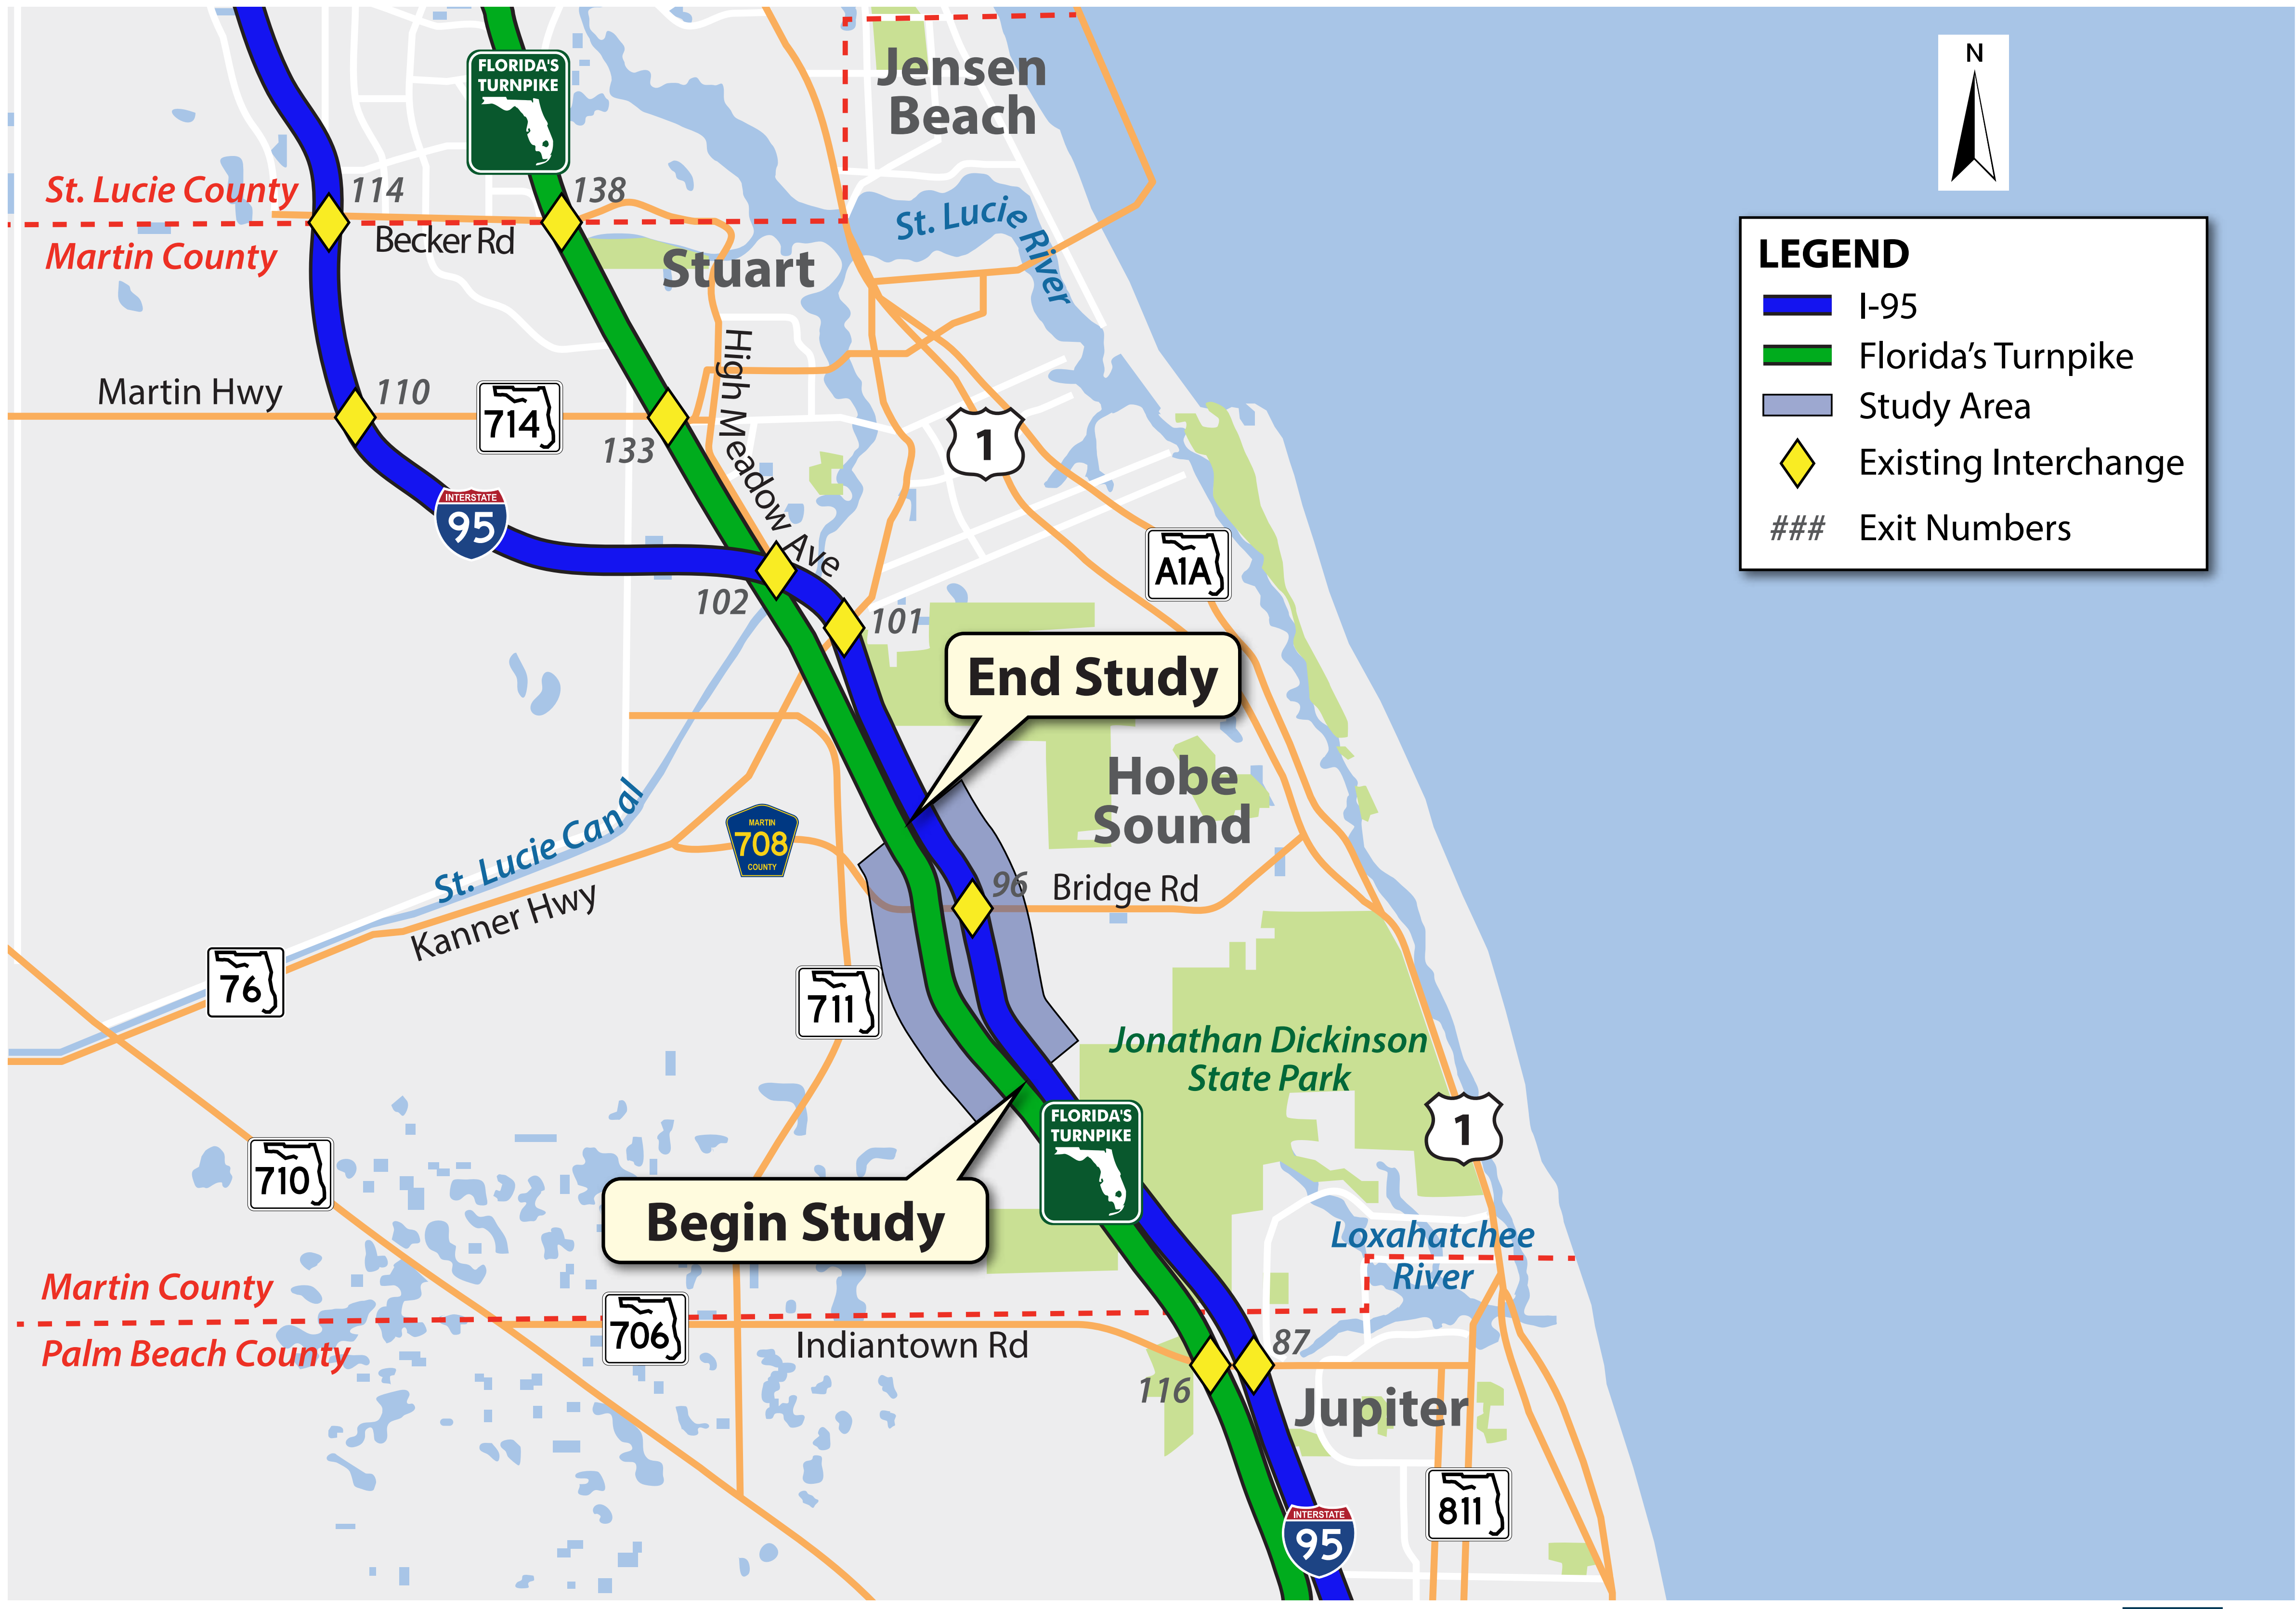 N
Jensen
Beach
FLORIDA'S
TURNPIKE
St. Lucie County
114
138
Martin County
Becker Rd
St. Lucie River
Stuart
LEGEND
I-95
Florida's Turnpike
Study Area
Existing Interchange
### Exit Numbers
High Meadow Ave
Martin Hwy
110
714
133
1
INTERSTATE
95
A1A
102
101
End Study
Hobe
Sound
St. Lucie Canal
MARTIN
708
COUNTY
96
Bridge Rd
Kanner Hwy
76
711
Jonathan Dickinson
State Park
1
FLORIDA'S
TURNPIKE
710
Begin Study
Loxahatchee
River
Martin County
706
Palm Beach County
Indiantown Rd
87
116
Jupiter
811
INTERSTATE
95